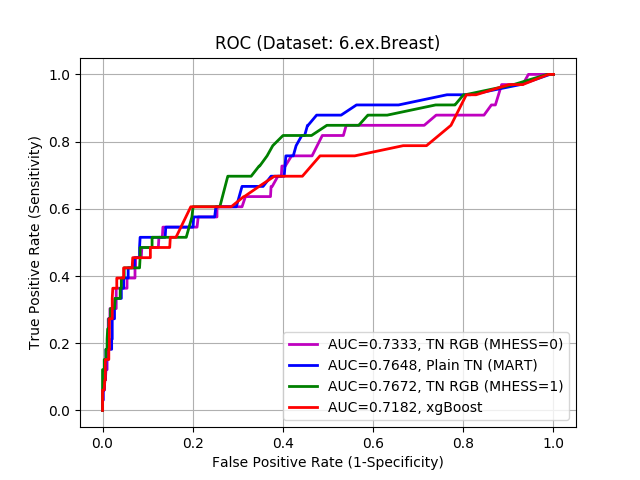 ROC (Dataset: 6.ex.Breast)
True Positive Rate (Sensitivity)
1.0
0.8
0.6
0.4
0.2
0.0
AUC=0.7333, TN RGB (MHESS=0)
AUC=0.7648, Plain TN (MART)
AUC=0.7672, TN RGB (MHESS=1)
AUC=0.7182, xgBoost
0.0 0.2 0.4 0.6 0.8 1.0
False Positive Rate (1-Specificity)